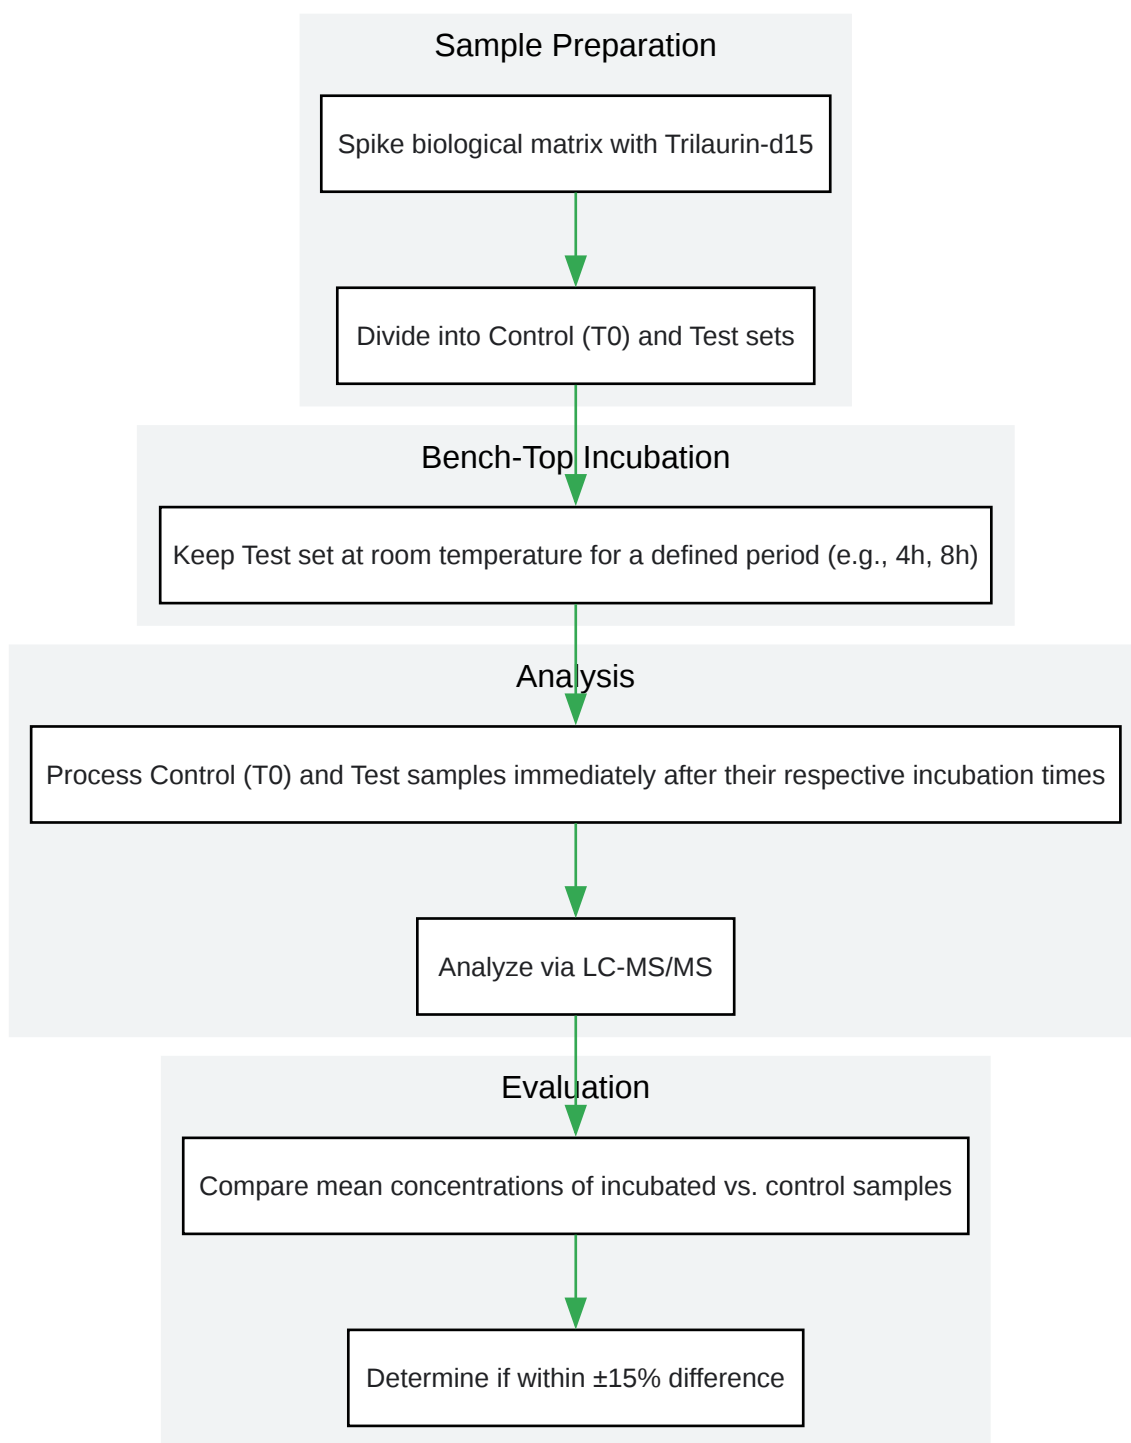 Sample Preparation
Spike biological matrix with Trilaurin-d15
Divide into Control (T0) and Test sets
Bench-Top Incubation
Keep Test set at room temperature for a defined period (e.g., 4h, 8h)
Analysis
Process Control (T0) and Test samples immediately after their respective incubation times
Analyze via LC-MS/MS
Evaluation
Compare mean concentrations of incubated vs. control samples
Determine if within ±15% difference